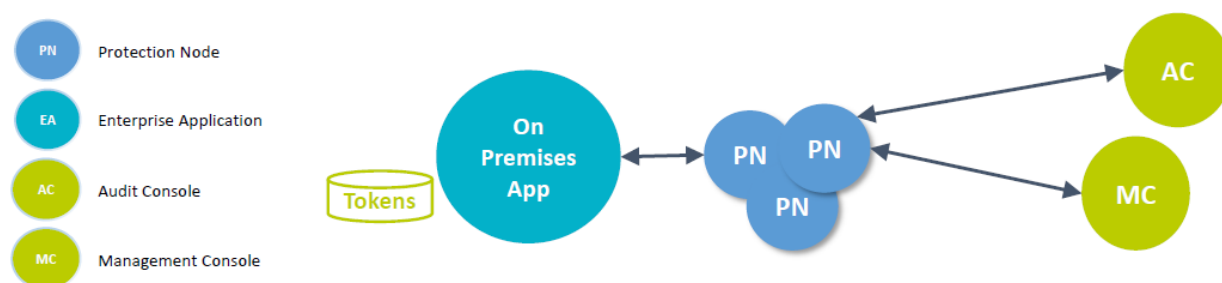 PN Protection Node
EA Enterprise Application
AC Audit Console
MC Management Console
Tokens
On
Premises
App
PN
PN
PN
AC
MC